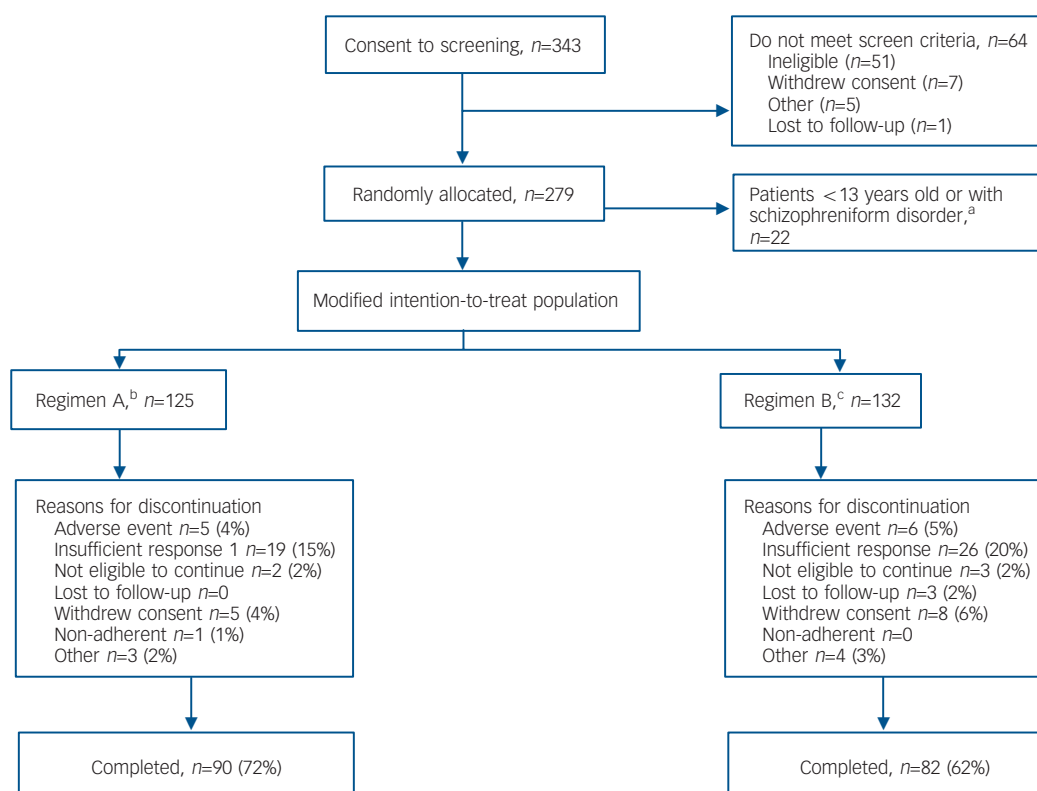 Consent to screening, n=343
Do not meet screen criteria, n=64
Ineligible (n=51)
Withdrew consent (n=7)
Other (n=5)
Lost to follow-up (n=1)
Randomly allocated, n=279
Patients <13 years old or with
schizophreniform disorder,a
n=22
Modified intention-to-treat population
Regimen A,b n=125
Regimen B,c n=132
Reasons for discontinuation
Adverse event n=5 (4%)
Insufficient response 1 n=19 (15%)
Not eligible to continue n=2 (2%)
Lost to follow-up n=0
Withdrew consent n=5 (4%)
Non-adherent n=1 (1%)
Other n=3 (2%)
Reasons for discontinuation
Adverse event n=6 (5%)
Insufficient response n=26 (20%)
Not eligible to continue n=3 (2%)
Lost to follow-up n=3 (2%)
Withdrew consent n=8 (6%)
Non-adherent n=0
Other n=4 (3%)
Completed, n=90 (72%)
Completed, n=82 (62%)